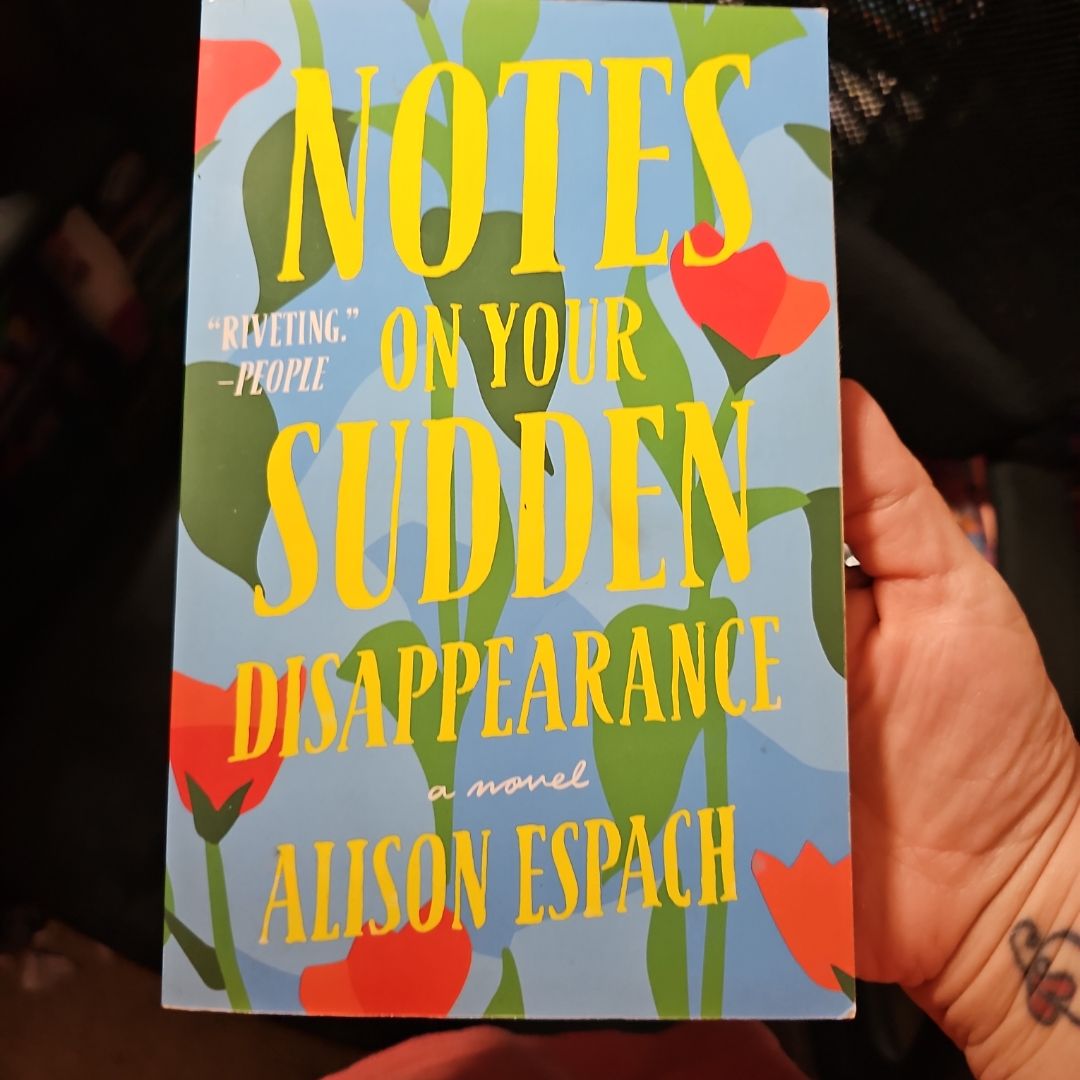 NOTES
"RIVETING."
–PEOPLE
ON YOUR
SUDDEN
DISAPPEARANCE
a novel
ALISON ESPACH